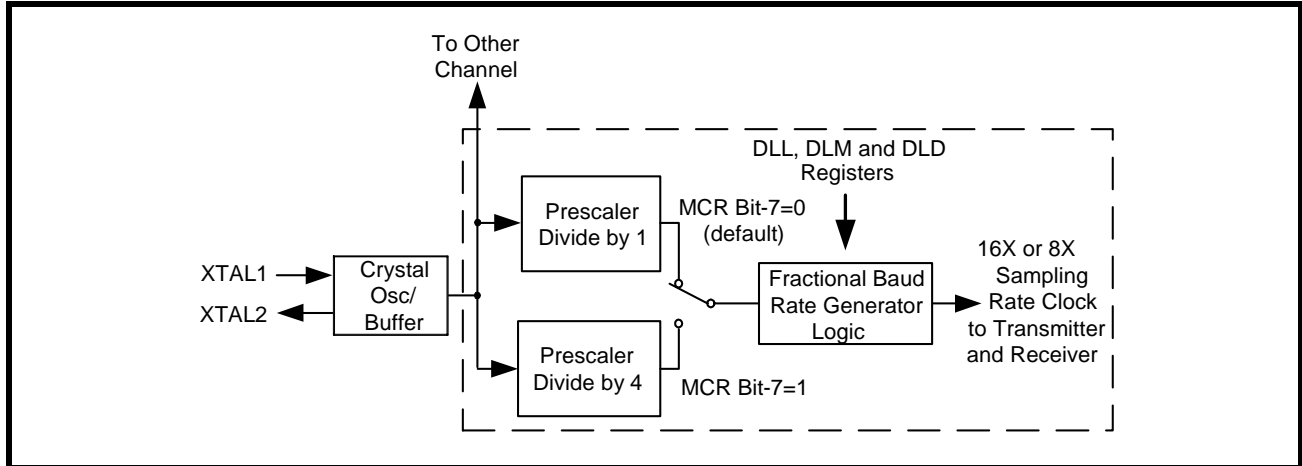 To Other
Channel
DLL, DLM and DLD
Registers
Prescaler
Divide by 1
MCR Bit-7=0
(default)
XTAL1
XTAL2
Crystal
Osc/
Buffer
Fractional Baud
Rate Generator
Logic
16X or 8X
Sampling
Rate Clock
to Transmitter
and Receiver
Prescaler
Divide by 4
MCR Bit-7=1